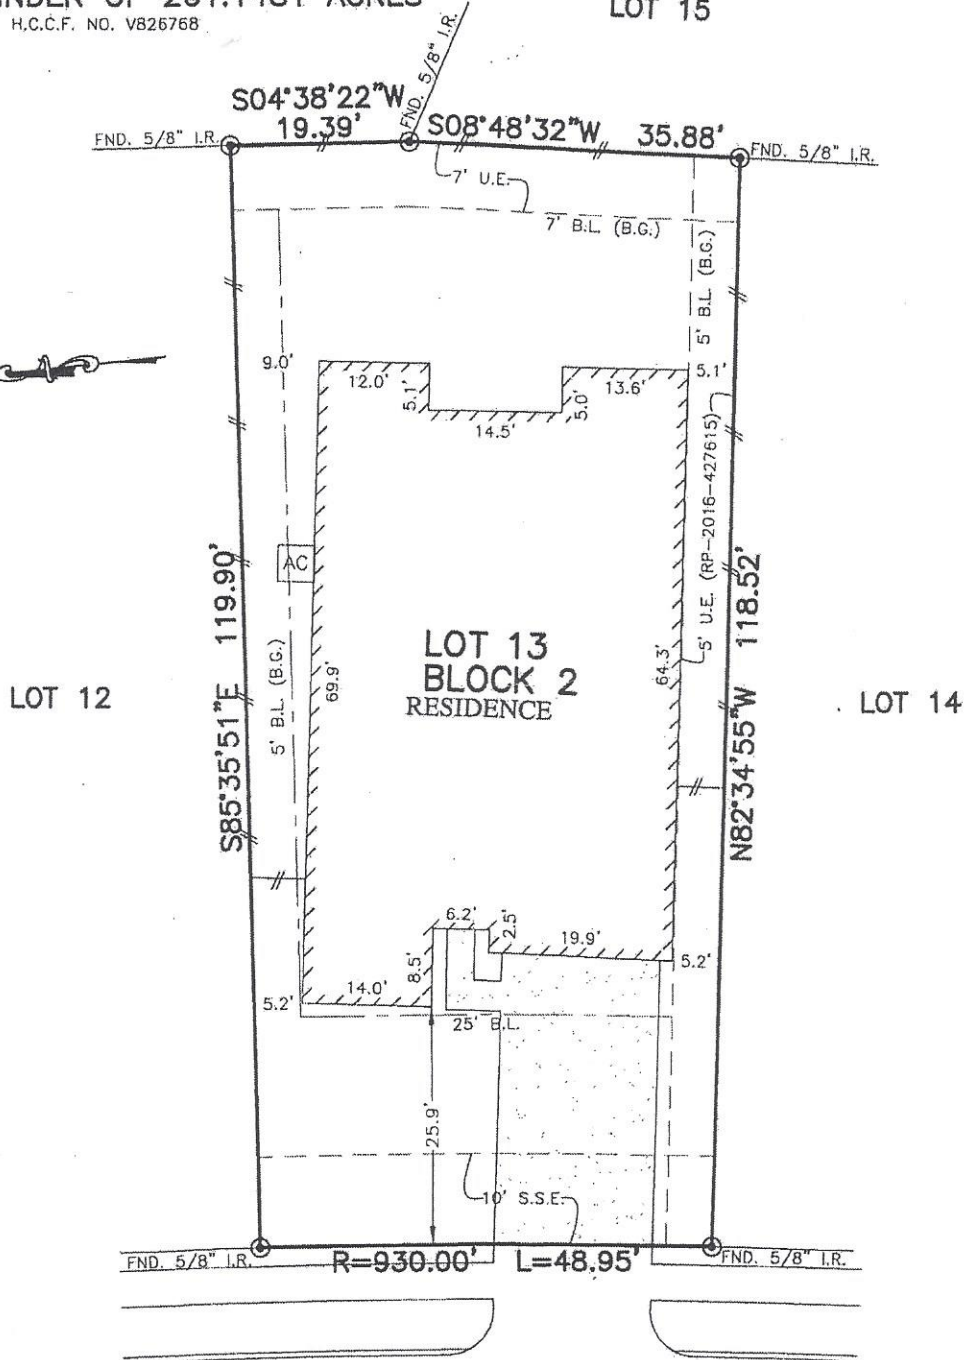 OF
ACRES
LOT 15
H.C.C.F. NO. V826768
FND. 5/8" I.R.
S04°38'22"W
19.39'
S08°48'32"W 35.88'
FND. 5/8" I.R.
FND. 5/8" I.R.
7' U.E.
7' B.L. (B.G.)
5' B.L. (B.G.)
9.0'
12.0'
5.1'
14.5'
5.0'
13.6'
5.1'
5' U.E. (RP-2016-427615)
AC
S85°35'51"E 119.90'
5' B.L. (B.G.)
69.9'
LOT 13
BLOCK 2
RESIDENCE
64.3'
N82°34'55"W 118.52'
LOT 12
LOT 14
6.2'
2.5'
19.9'
5.2'
8.5'
14.0'
5.2'
25' B.L.
25.9'
10' S.S.E.
FND. 5/8" I.R.
R=930.00' L=48.95'
FND. 5/8" I.R.